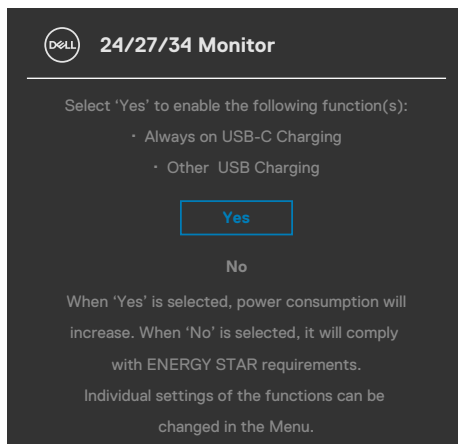 DELL 24/27/34 Monitor
Select ‘Yes’ to enable the following function(s):
· Always on USB-C Charging
· Other USB Charging
Yes
No
When ‘Yes’ is selected, power consumption will
increase. When ‘No’ is selected, it will comply
with ENERGY STAR requirements.
Individual settings of the functions can be
changed in the Menu.